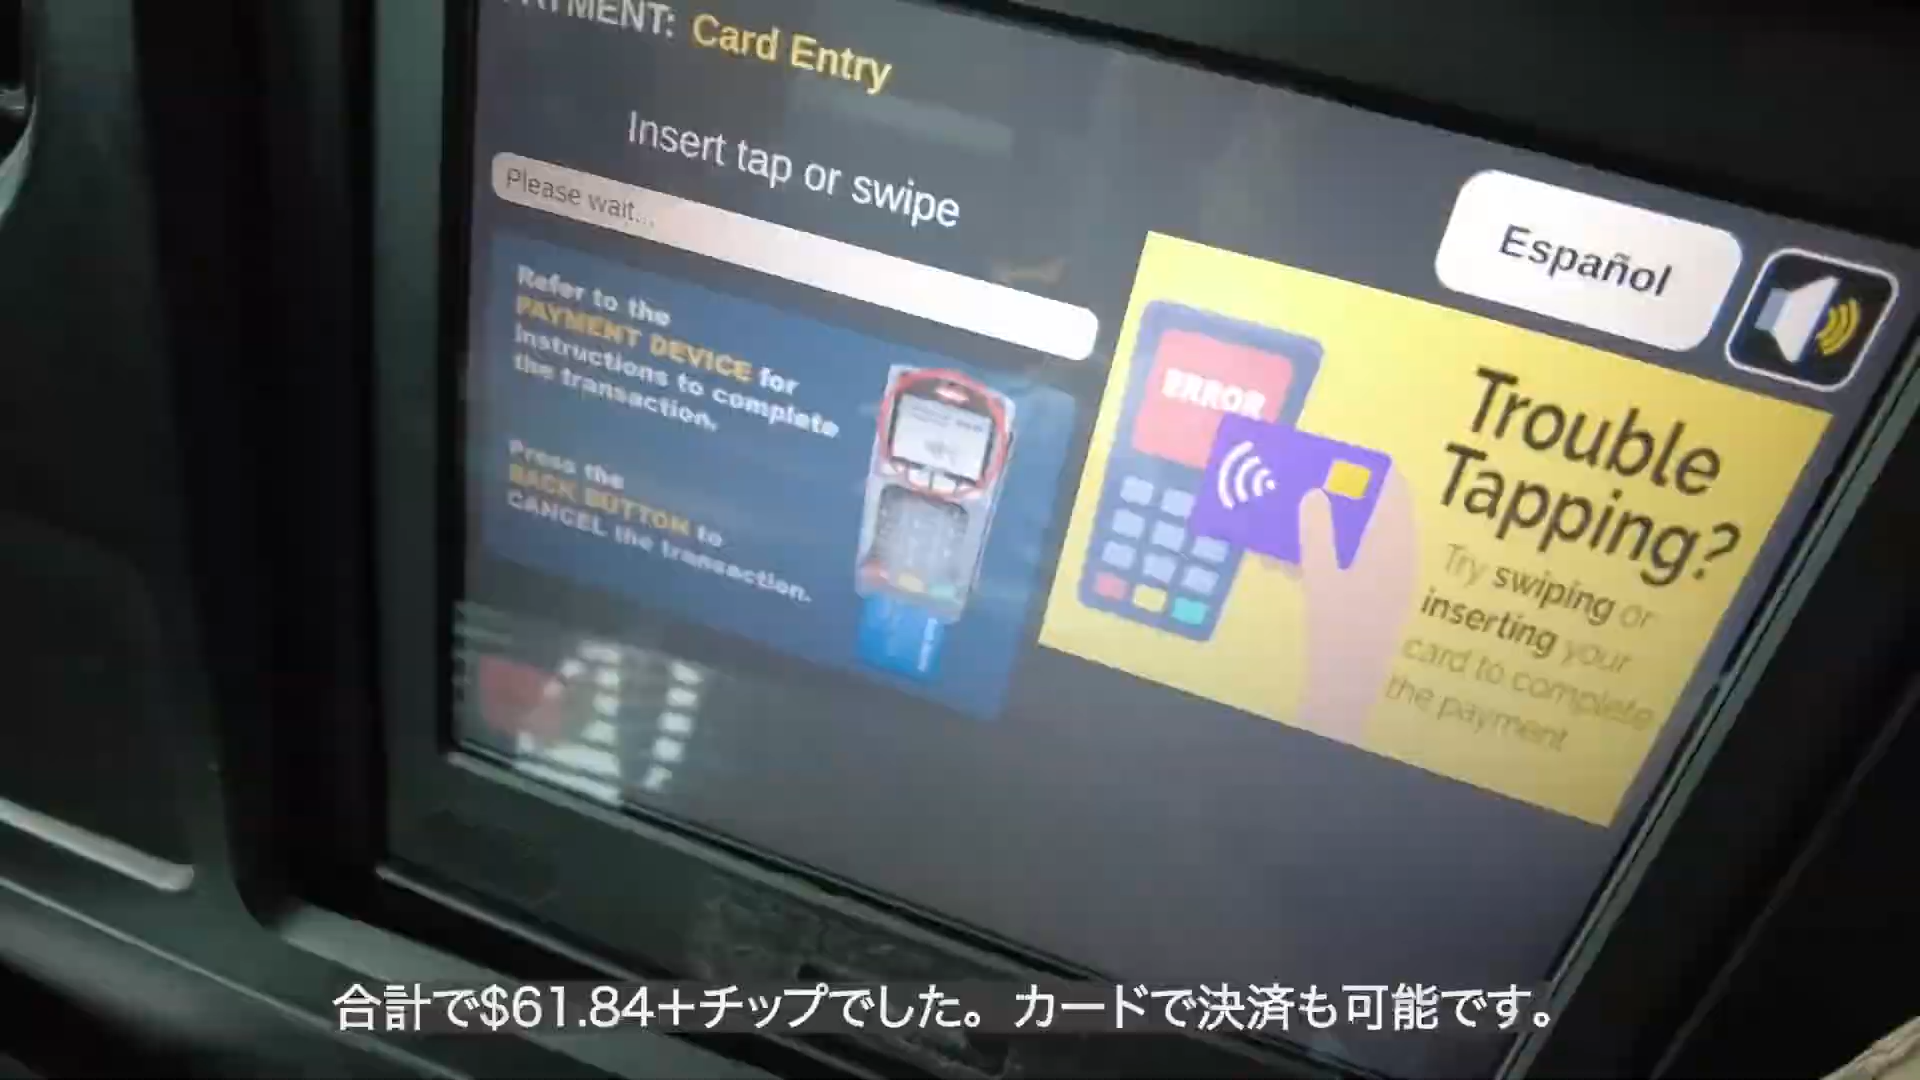 PAYMENT: Card Entry
Insert tap or swipe
Please wait...
Español
Refer to the
PAYMENT DEVICE for
instructions to complete
the transaction.
Press the
BACK BUTTON to
CANCEL the transaction.
ERROR
Trouble
Tapping?
Try swiping or
inserting your
card to complete
the payment
合計で$61.84+チップでした。カードで決済も可能です。